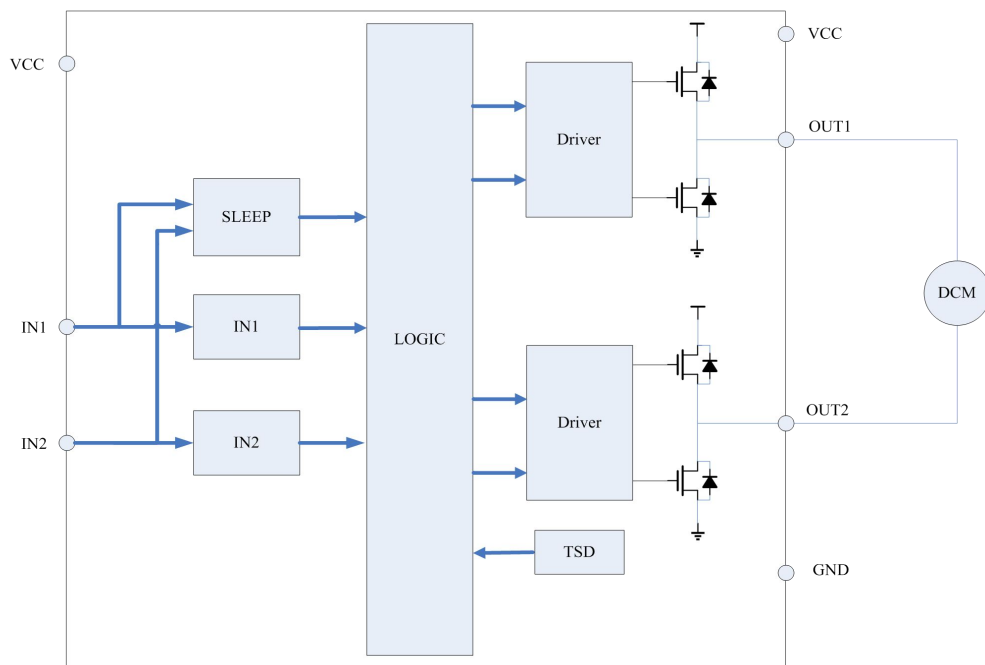 VCC
VCC
OUT1
Driver
SLEEP
IN1
IN1
LOGIC
DCM
IN2
IN2
Driver
OUT2
TSD
GND